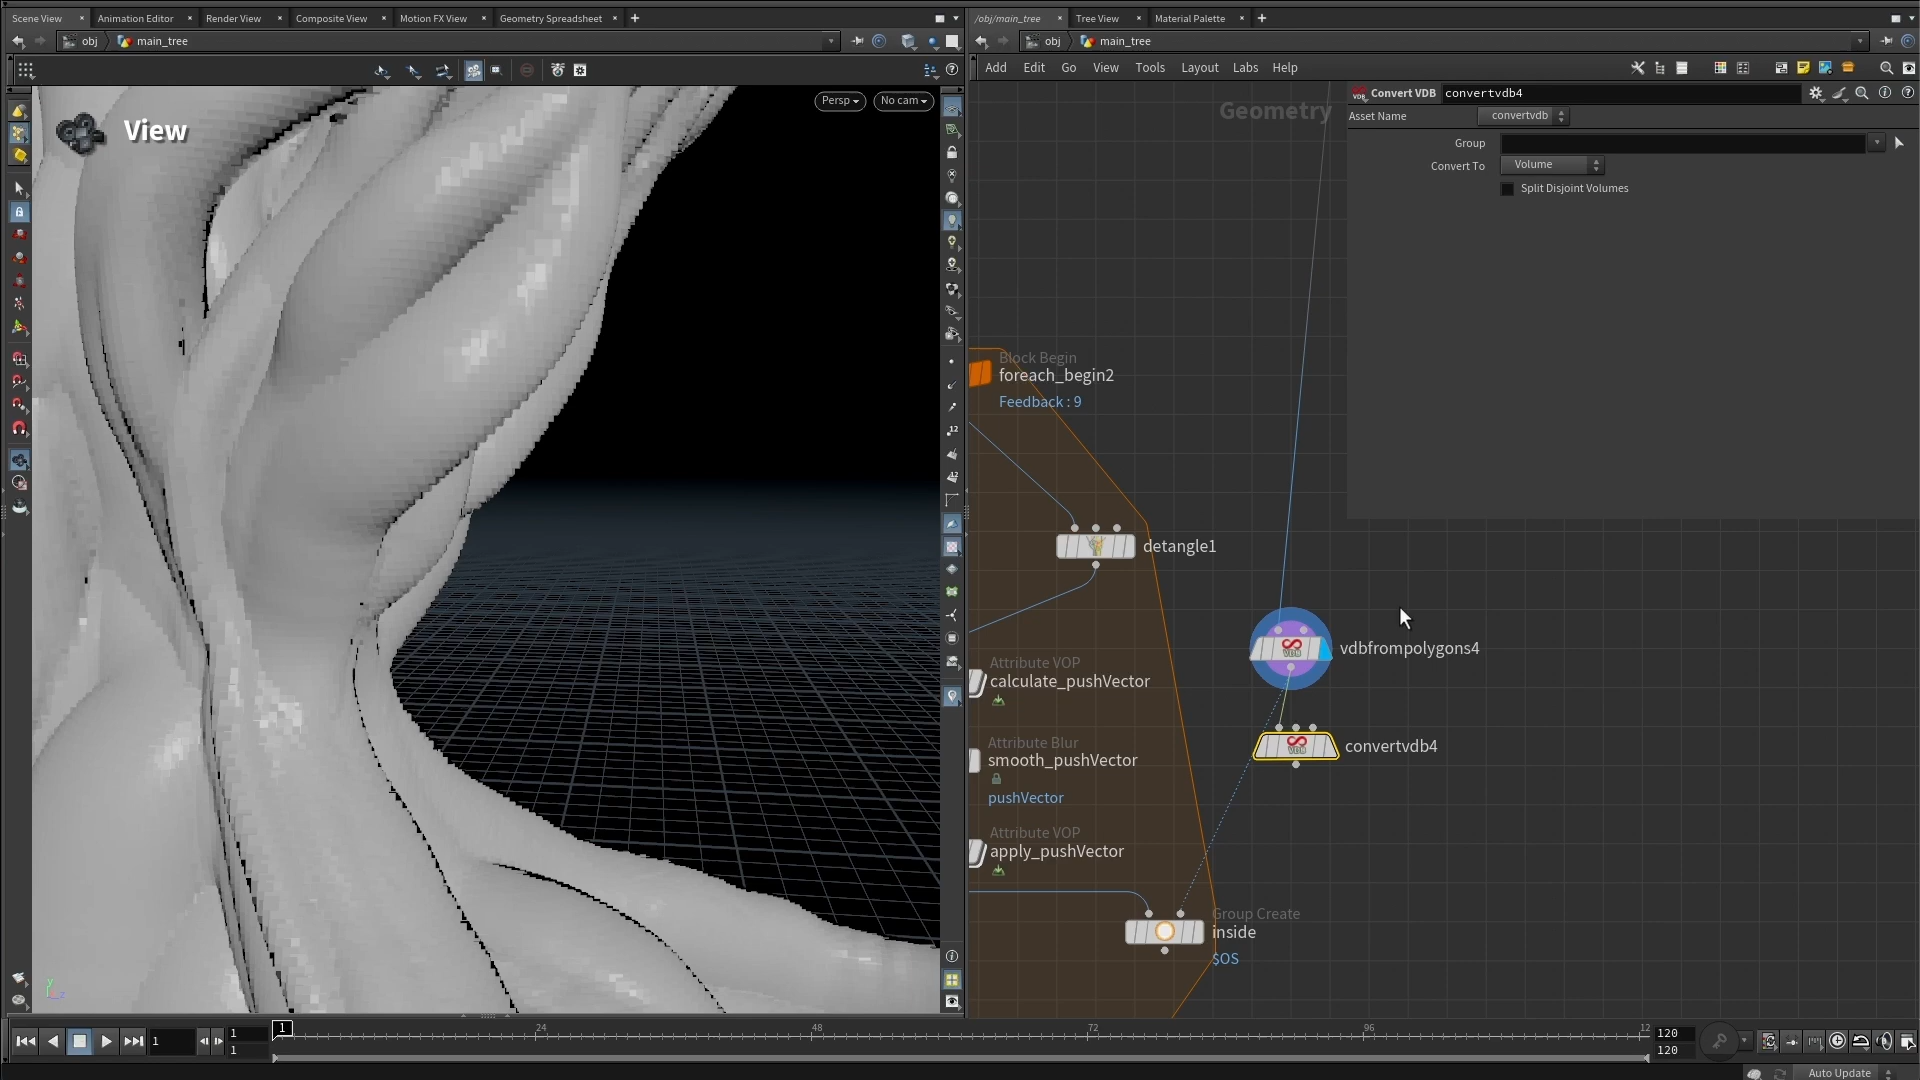 Scene View
Animation Editor
Render View
Composite View
Motion FX View
Geometry Spreadsheet
/obj/main_tree
Tree View
Material Palette
obj
main_tree
obj
main_tree
Add
Edit
Go
View
Tools
Layout
Labs
Help
View
Persp
No cam
Geometry
Convert VDB
convertvdb4
Asset Name
convertvdb
Group
Convert To
Volume
Split Disjoint Volumes
Block Begin
foreach_begin2
Feedback : 9
detangle1
vdbfrompolygons4
Attribute VOP
calculate_pushVector
convertvdb4
Attribute Blur
smooth_pushVector
pushVector
Attribute VOP
apply_pushVector
Group Create
inside
$OS
1
1
1
1
24
48
72
96
12
120
120
Auto Update